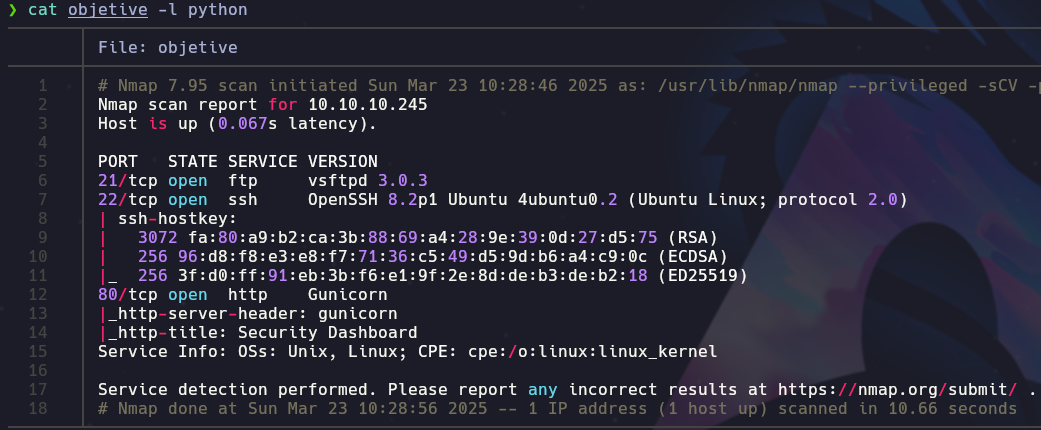 ❯ cat objetive -l python
File: objetive
1 # Nmap 7.95 scan initiated Sun Mar 23 10:28:46 2025 as: /usr/lib/nmap/nmap --privileged -sCV
2 Nmap scan report for 10.10.10.245
3 Host is up (0.067s latency).
4
5 PORT   STATE SERVICE VERSION
6 21/tcp open  ftp     vsftpd 3.0.3
7 22/tcp open  ssh     OpenSSH 8.2p1 Ubuntu 4ubuntu0.2 (Ubuntu Linux; protocol 2.0)
8 | ssh-hostkey:
9 |   3072 fa:80:a9:b2:ca:3b:88:69:a4:28:9e:39:0d:27:d5:75 (RSA)
10 |   256 96:d8:f8:e3:e8:f7:71:36:c5:49:d5:9d:b6:a4:c9:0c (ECDSA)
11 |_  256 3f:d0:ff:91:eb:3b:f6:e1:9f:2e:8d:de:b3:de:b2:18 (ED25519)
12 80/tcp open  http    Gunicorn
13 |_http-server-header: gunicorn
14 |_http-title: Security Dashboard
15 Service Info: OSs: Unix, Linux; CPE: cpe:/o:linux:linux_kernel
16
17 Service detection performed. Please report any incorrect results at https://nmap.org/submit/ .
18 # Nmap done at Sun Mar 23 10:28:56 2025 -- 1 IP address (1 host up) scanned in 10.66 seconds